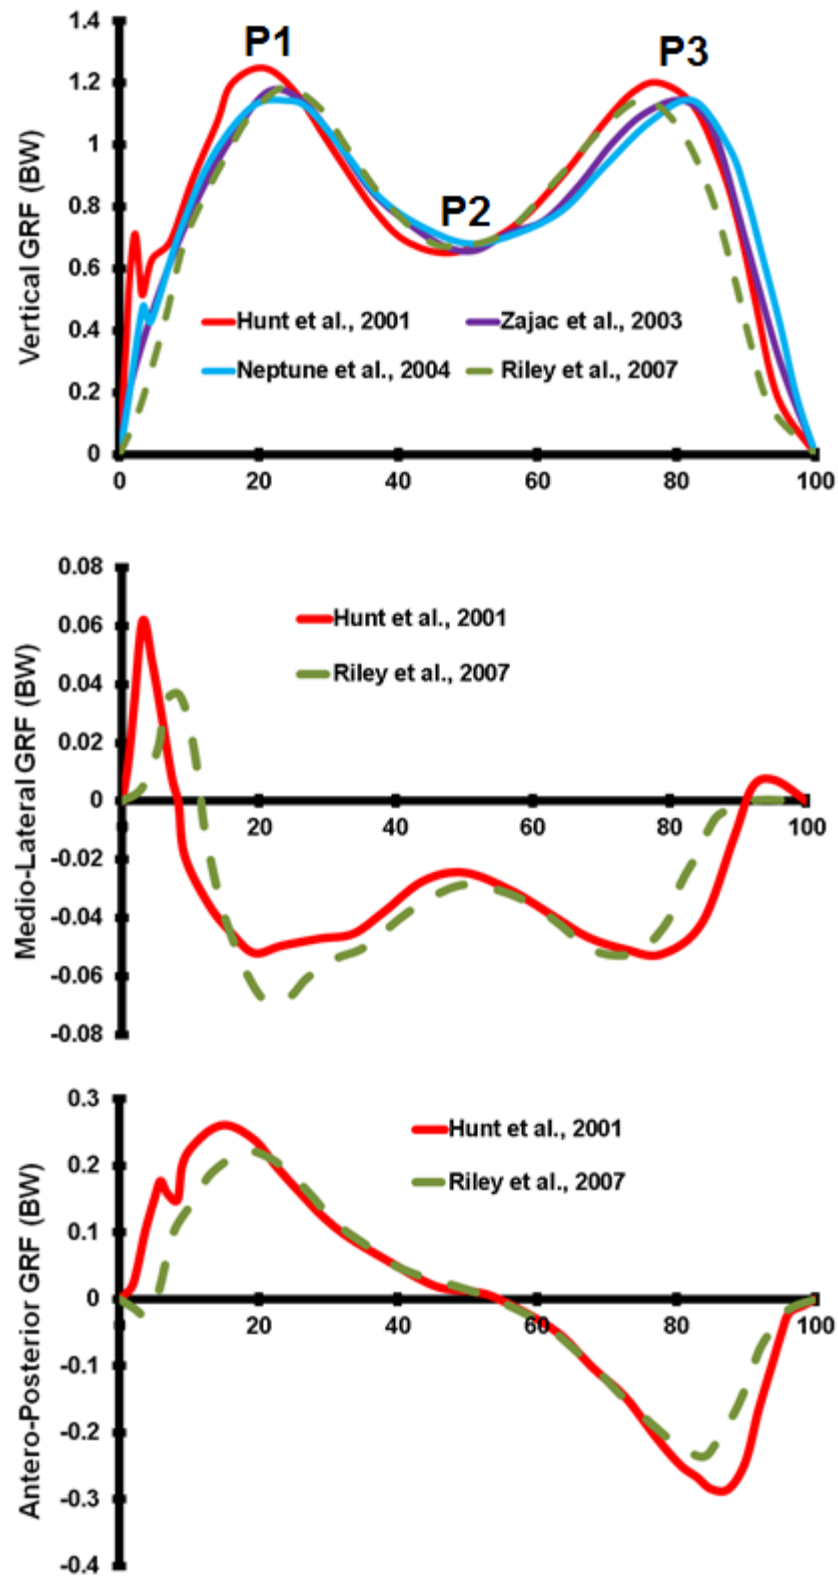 1.4
P1
P3
1.2
1
0.8
P2
0.6
0.4
0.2
0
Vertical GRF (BW)
Hunt et al., 2001
Zajac et al., 2003
Neptune et al., 2004
Riley et al., 2007
0 20 40 60 80 100
0.08
0.06
0.04
0.02
0
-0.02
-0.04
-0.06
-0.08
Medio-Lateral GRF (BW)
Hunt et al., 2001
Riley et al., 2007
0 20 40 60 80 100
0.3
0.2
0.1
0
-0.1
-0.2
-0.3
-0.4
Antero-Posterior GRF (BW)
Hunt et al., 2001
Riley et al., 2007
0 20 40 60 80 100